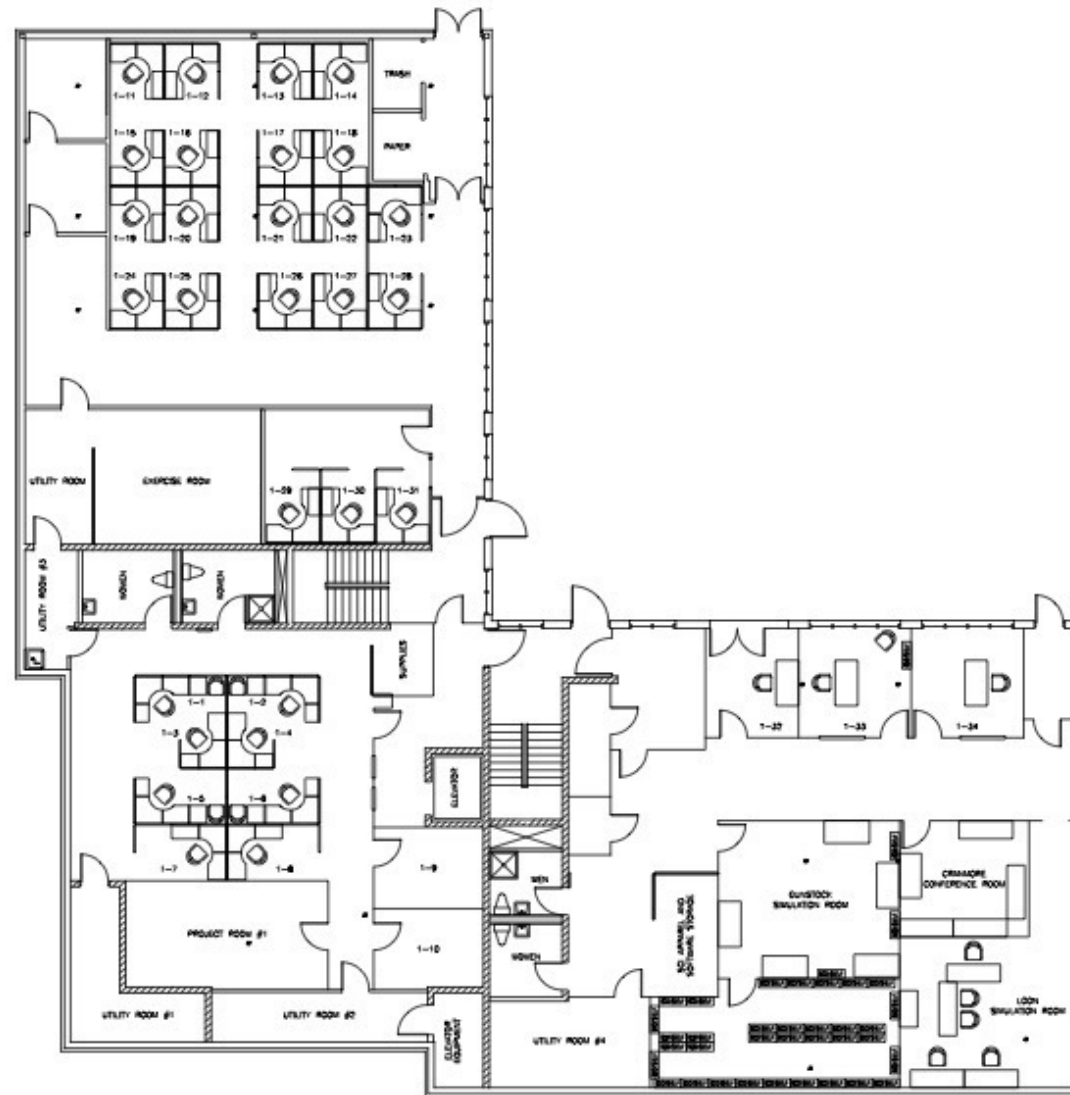 TRASH
1-11
1-12
1-13
1-14
1-15
1-16
1-17
1-18
PAPER
1-19
1-20
1-21
1-22
1-23
1-24
1-25
1-26
1-27
1-28
UTILITY ROOM
EXERCISE ROOM
1-29
1-30
1-31
UTILITY ROOM #3
WOMEN
WOMEN
SUPPLIES
1-1
1-2
1-3
1-4
1-5
1-6
1-7
1-8
ELEVATOR
1-9
1-10
PROJECT ROOM #1
UTILITY ROOM #1
UTILITY ROOM #2
ELEVATOR
EQUIPMENT
MEN
WOMEN
UTILITY ROOM #4
1-32
1-33
1-34
GUNSTOCK
SIMULATION ROOM
CRANMORE
CONFERENCE ROOM
LOON
SIMULATION ROOM